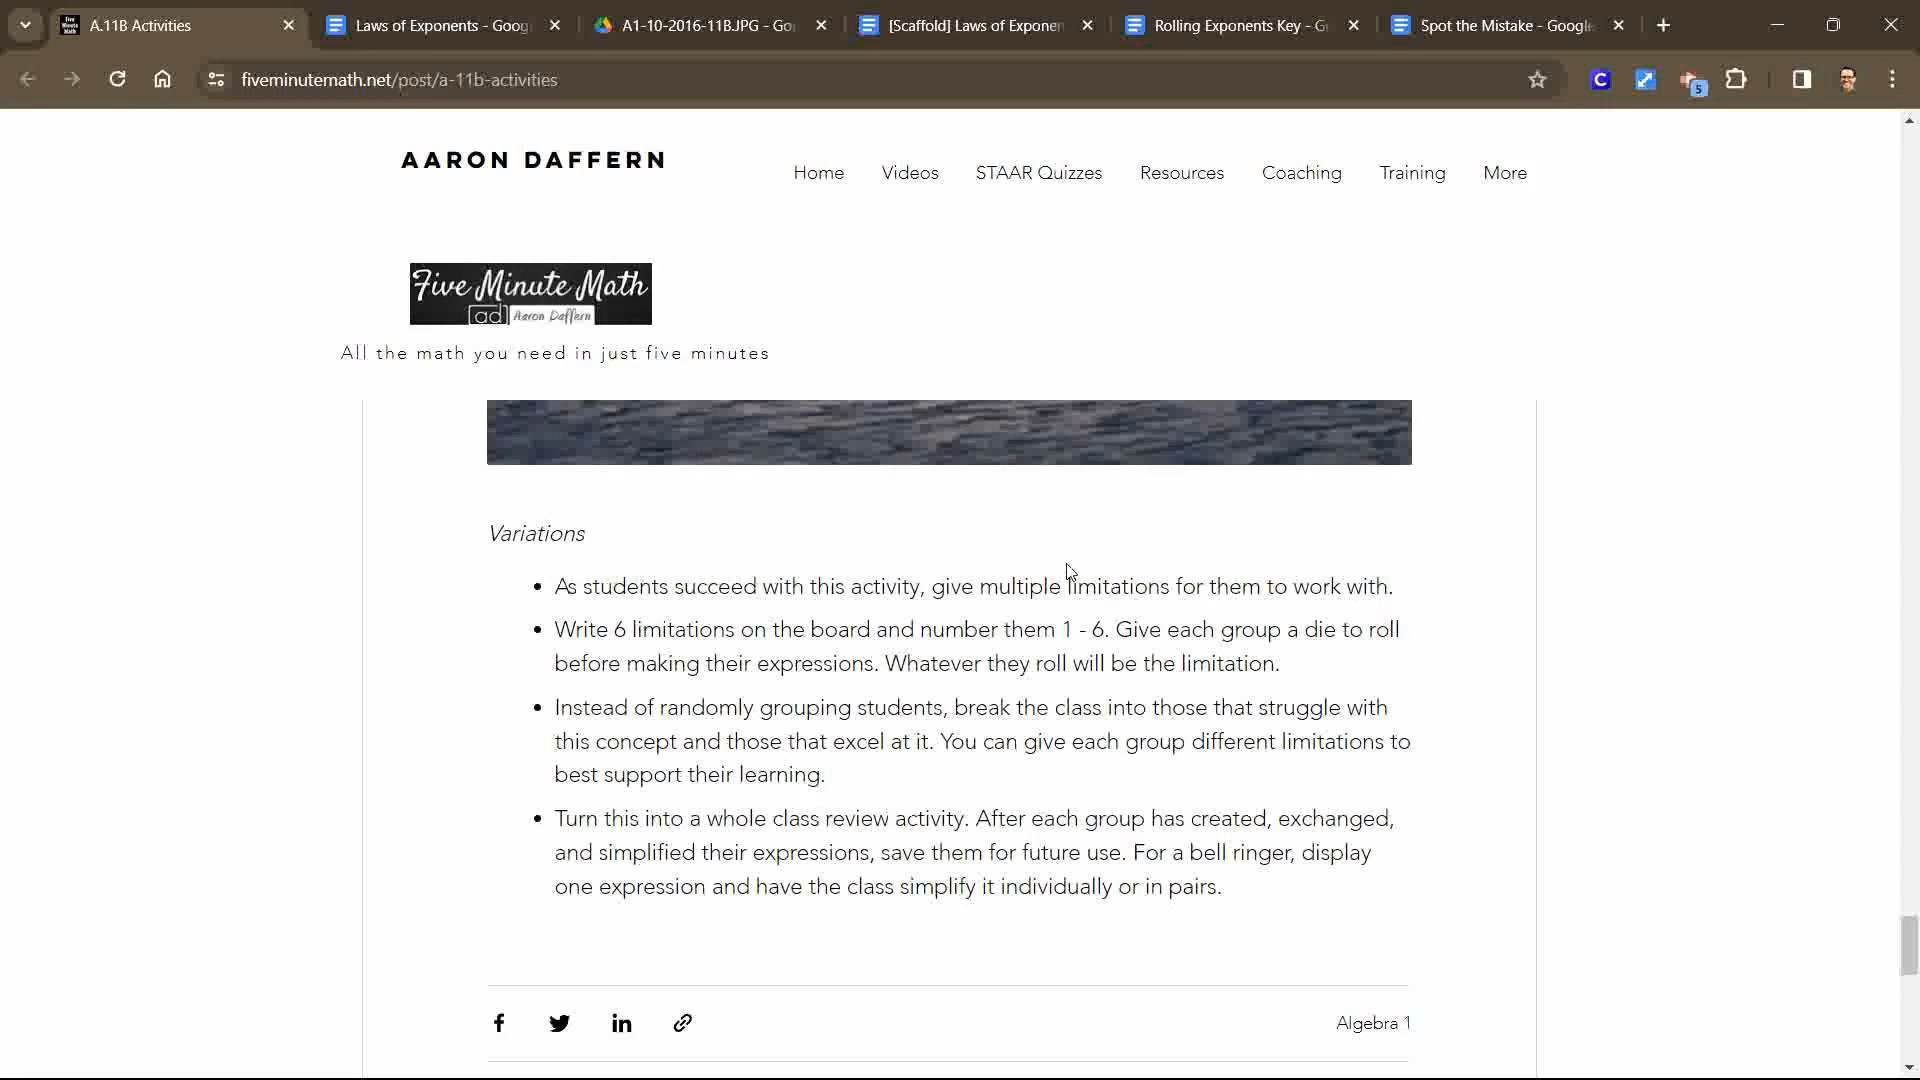 A.11B Activities
Laws of Exponents - Goog
A1-10-2016-11B.JPG - Go
[Scaffold] Laws of Exponen
Rolling Exponents Key - G
Spot the Mistake - Google
fiveminutemath.net/post/a-11b-activities
5
AARON DAFFERN
Home Videos STAAR Quizzes Resources Coaching Training More
Five Minute Math
ad Aaron Daffern
All the math you need in just five minutes
Variations
• As students succeed with this activity, give multiple limitations for them to work with.
• Write 6 limitations on the board and number them 1 - 6. Give each group a die to roll
before making their expressions. Whatever they roll will be the limitation.
• Instead of randomly grouping students, break the class into those that struggle with
this concept and those that excel at it. You can give each group different limitations to
best support their learning.
• Turn this into a whole class review activity. After each group has created, exchanged,
and simplified their expressions, save them for future use. For a bell ringer, display
one expression and have the class simplify it individually or in pairs.
Algebra 1